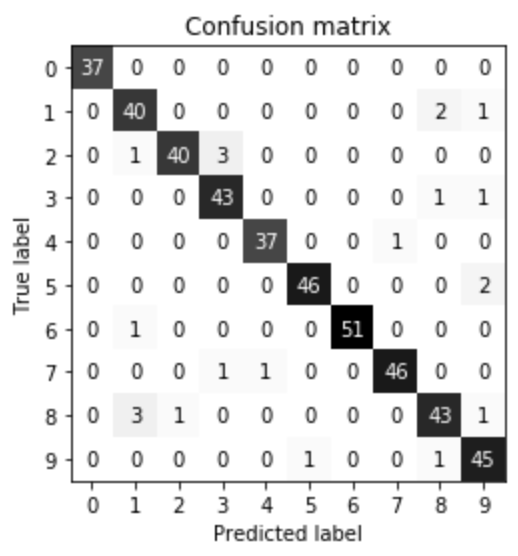 Confusion matrix
True label
0 37 0 0 0 0 0 0 0 0 0
1 0 40 0 0 0 0 0 0 2 1
2 0 1 40 3 0 0 0 0 0 0
3 0 0 0 43 0 0 0 0 1 1
4 0 0 0 0 37 0 0 1 0 0
5 0 0 0 0 0 46 0 0 0 2
6 0 1 0 0 0 0 51 0 0 0
7 0 0 0 1 1 0 0 46 0 0
8 0 3 1 0 0 0 0 0 43 1
9 0 0 0 0 0 1 0 0 1 45
0 1 2 3 4 5 6 7 8 9
Predicted label